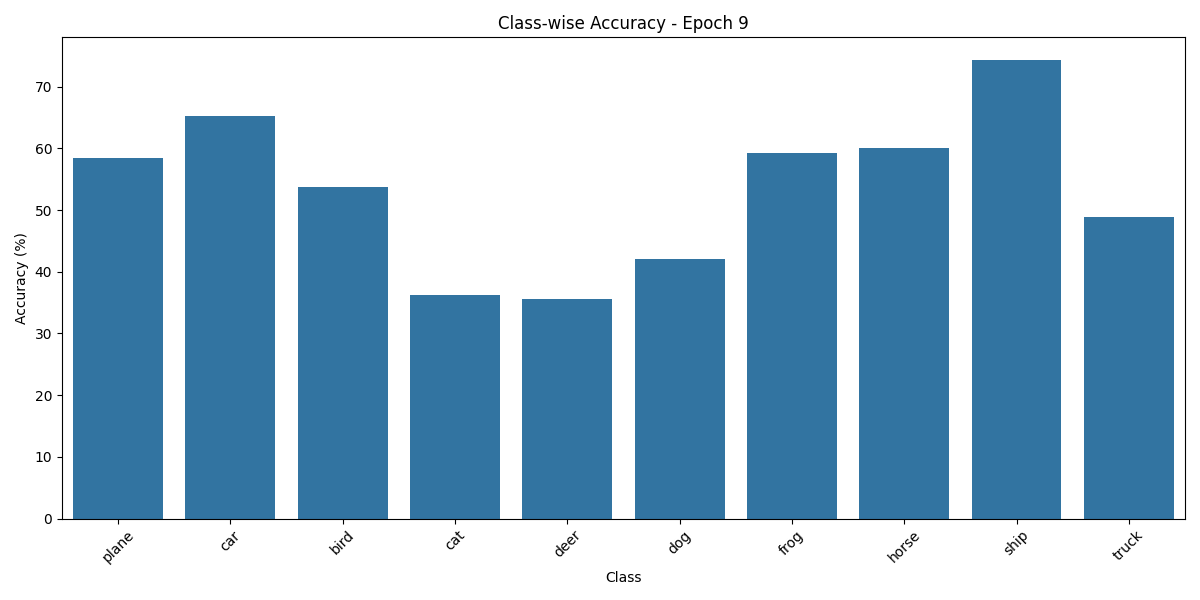 Class-wise Accuracy - Epoch 9
Accuracy (%)
70
60
50
40
30
20
10
0
plane
car
bird
cat
deer
dog
frog
horse
ship
truck
Class